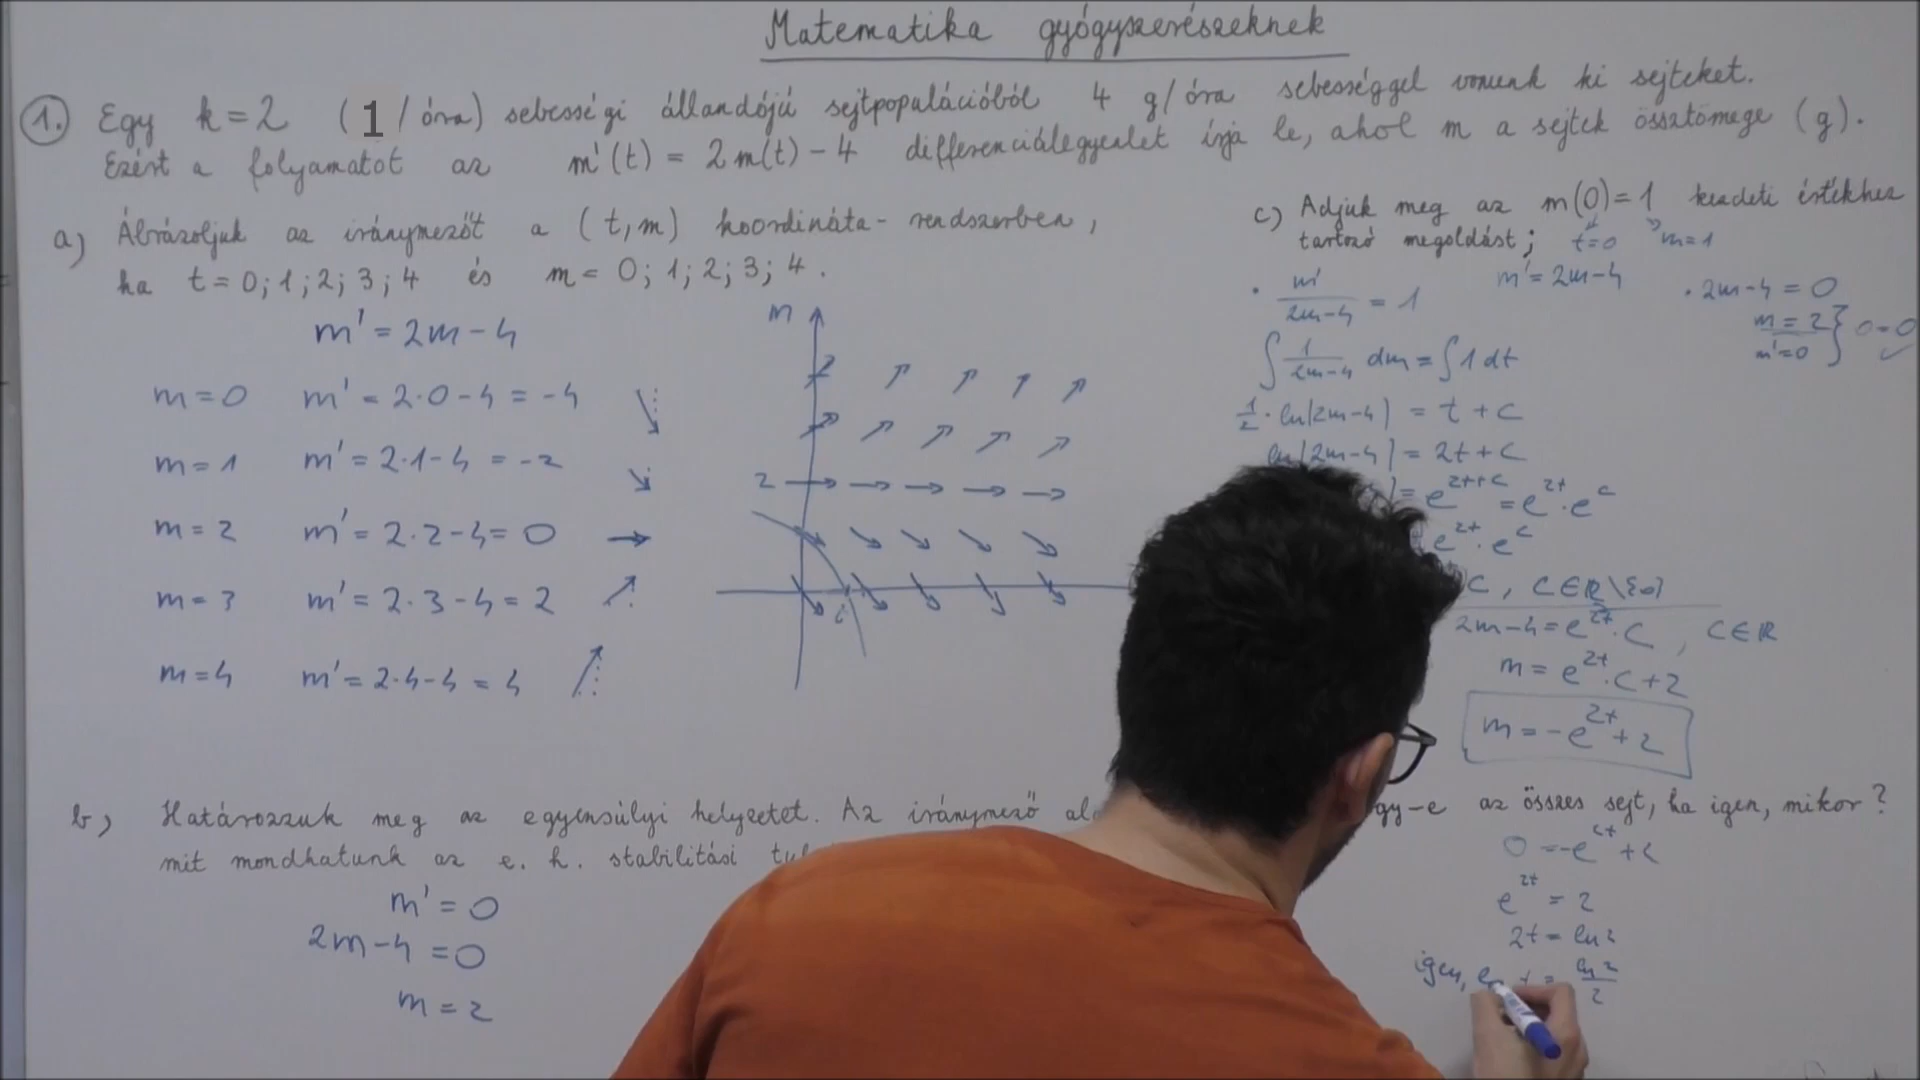 Matematika gyógyszerészeknek
1. Egy k=2 (1/óra) sebességi állandójú sejtpopulációból 4 g/óra sebességgel vonunk ki sejteket.
Ezért a folyamatot az m'(t) = 2m(t) - 4 differenciálegyenlet írja le, ahol m a sejtek össztömege (g).
a) Ábrázoljuk az iránymezőt a (t,m) koordináta-rendszerben,
ha t=0; 1; 2; 3; 4 és m=0; 1; 2; 3; 4.
m' = 2m-4
m=0 m' = 2·0-4 = -4
m=1 m' = 2·1-4 = -2
m=2 m' = 2·2-4 = 0
m=3 m' = 2·3-4 = 2
m=4 m' = 2·4-4 = 4
m
2
b) Határozzuk meg az egyensúlyi helyzetet. Az iránymező
mit mondhatunk az e. h. stabilitási
m' = 0
2m-4 = 0
m = 2
c) Adjuk meg az m(0)=1 kezdeti értékhez
tartozó megoldást; t=0 m=1
· m'/(2m-4) = 1 m' = 2m-4 · 2m-4 = 0
m=2 } 0=0 ✓
m'=0
∫ 1/(2m-4) dm = ∫ 1 dt
1/2 · ln|2m-4| = t + c
ln|2m-4| = 2t + c
= e^(2t+c) = e^2t · e^c
e^2t · e^c
C, C∈ℝ\{0}
2m-4 = e^2t · C, C∈ℝ
m = e^2t · C + 2
m = -e^2t + 2
az összes sejt, ha igen, mikor?
0 = -e^2t + 2
e^2t = 2
2t = ln 2
igen, t = ln 2/2